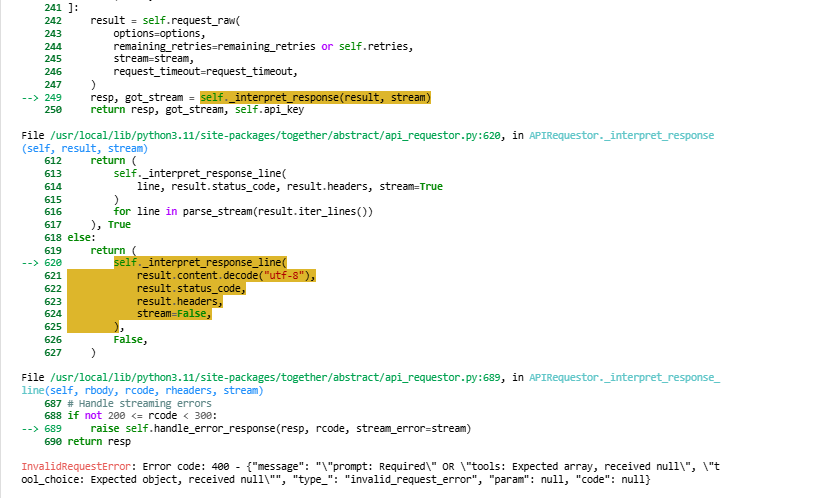 241 ]:
242     result = self.request_raw(
243         options=options,
244         remaining_retries=remaining_retries or self.retries,
245         stream=stream,
246         request_timeout=request_timeout,
247     )
--> 249     resp, got_stream = self._interpret_response(result, stream)
250     return resp, got_stream, self.api_key
File /usr/local/lib/python3.11/site-packages/together/abstract/api_requestor.py:620, in APIRequestor._interpret_response
(self, result, stream)
612     return (
613         self._interpret_response_line(
614             line, result.status_code, result.headers, stream=True
615         )
616         for line in parse_stream(result.iter_lines())
617     ), True
618 else:
619     return (
--> 620         self._interpret_response_line(
621             result.content.decode("utf-8"),
622             result.status_code,
623             result.headers,
624             stream=False,
625         ),
626         False,
627     )
File /usr/local/lib/python3.11/site-packages/together/abstract/api_requestor.py:689, in APIRequestor._interpret_response_
line(self, rbody, rcode, rheaders, stream)
687 # Handle streaming errors
688 if not 200 <= rcode < 300:
--> 689     raise self.handle_error_response(resp, rcode, stream_error=stream)
690 return resp
InvalidRequestError: Error code: 400 - {"message": "\"prompt: Required\" OR \"tools: Expected array, received null\", \"t
ool_choice: Expected object, received null\"", "type_": "invalid_request_error", "param": null, "code": null}